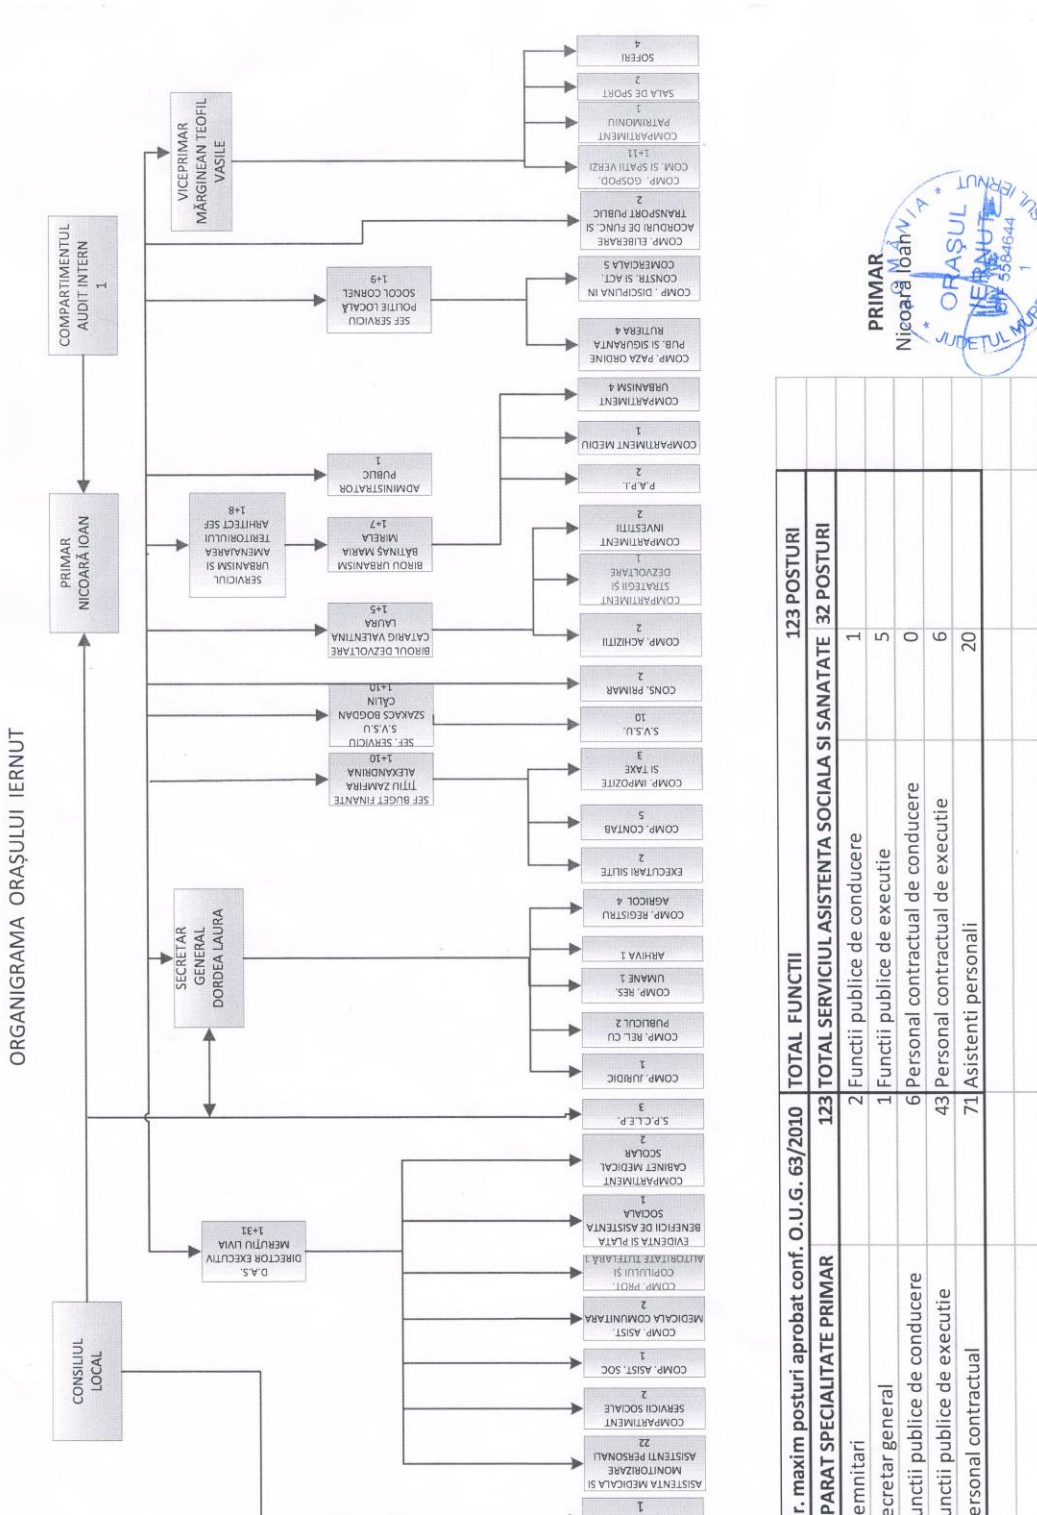 ORGANIGRAMA ORAȘULUI IERNUT
CONSILIUL
LOCAL
PRIMAR
NICOARĂ IOAN
COMPARTIMENTUL
AUDIT INTERN
1
D.A.S.
DIRECTOR EXECUTIV
MERUȚIU LIVIA
1+31
SECRETAR
GENERAL
DORDEA LAURA
VICEPRIMAR
MĂRGINEAN TEOFIL
VASILE
SEF BUGET FINANTE
TIȚIU ZAMFIRA
ALEXANDRINA
1+10
SEF. SERVICIU
S.V.S.U
SZAKACS BOGDAN
CĂLIN
1+10
BIROUL DEZVOLTARE
CATARIG VALENTINA
LAURA
1+5
SERVICIUL
URBANISM SI
AMENAJAREA
TERITORIULUI
ARHITECT SEF
1+8
BIROU URBANISM
BĂTINAȘ MARIA
MIRELA
1+7
ADMINISTRATOR
PUBLIC
1
SEF SERVICIU
POLITIE LOCALĂ
SOCOL CORNEL
1+9
1
ASISTENTA MEDICALA SI
MONITORIZARE
ASISTENTI PERSONALI
22
COMPARTIMENT
SERVICII SOCIALE
2
COMP. ASIST. SOC
1
COMP. ASIST.
MEDICALA COMUNITARA
2
COMP. PROT.
COPILULUI ȘI
AUTORITATE TUTELARĂ 1
EVIDENTA SI PLATA
BENEFICII DE ASISTENTA
SOCIALA
1
COMPARTIMENT
CABINET MEDICAL
SCOLAR
2
S.P.C.L.E.P.
3
COMP. JURIDIC
1
COMP. REL. CU
PUBLICUL 2
COMP. RES.
UMANE 1
ARHIVA 1
COMP. REGISTRU
AGRICOL 4
EXECUTARI SILITE
2
COMP. CONTAB
5
COMP. IMPOZITE
SI TAXE
3
S.V.S.U.
10
CONS. PRIMAR
2
COMP. ACHIZITII
2
COMPARTIMENT
STRATEGII ȘI
DEZVOLTARE
1
COMPARTIMENT
INVESTITII
2
P.A.P.I.
2
COMPARTIMENT MEDIU
1
COMPARTIMENT
URBANISM 4
COMP. PAZA ORDINE
PUB. SI SIGURANTA
RUTIERA 4
COMP. DISCIPLINA IN
CONSTR. SI ACT.
COMERCIALA 5
COMP. ELIBERARE
ACORDURI DE FUNC. SI
TRANSPORT PUBLIC
2
COMP. GOSPOD.
COM. SI SPATII VERZI
1+11
COMPARTIMENT
PATRIMONIU
1
SALA DE SPORT
2
SOFERI
4
r. maxim posturi aprobat conf. O.U.G. 63/2010 TOTAL FUNCTII 123 POSTURI
PARAT SPECIALITATE PRIMAR 123 TOTAL SERVICIUL ASISTENTA SOCIALA SI SANATATE 32 POSTURI
emnitari 2 Functii publice de conducere 1
ecretar general 1 Functii publice de executie 5
unctii publice de conducere 6 Personal contractual de conducere 0
unctii publice de executie 43 Personal contractual de executie 6
ersonal contractual 71 Asistenti personali 20
PRIMAR
Nicoară Ioan
ROMÂNIA
ORAȘUL
IERNUT
CIF 5584644
1
JUDEȚUL MUR
SUL IERNUT